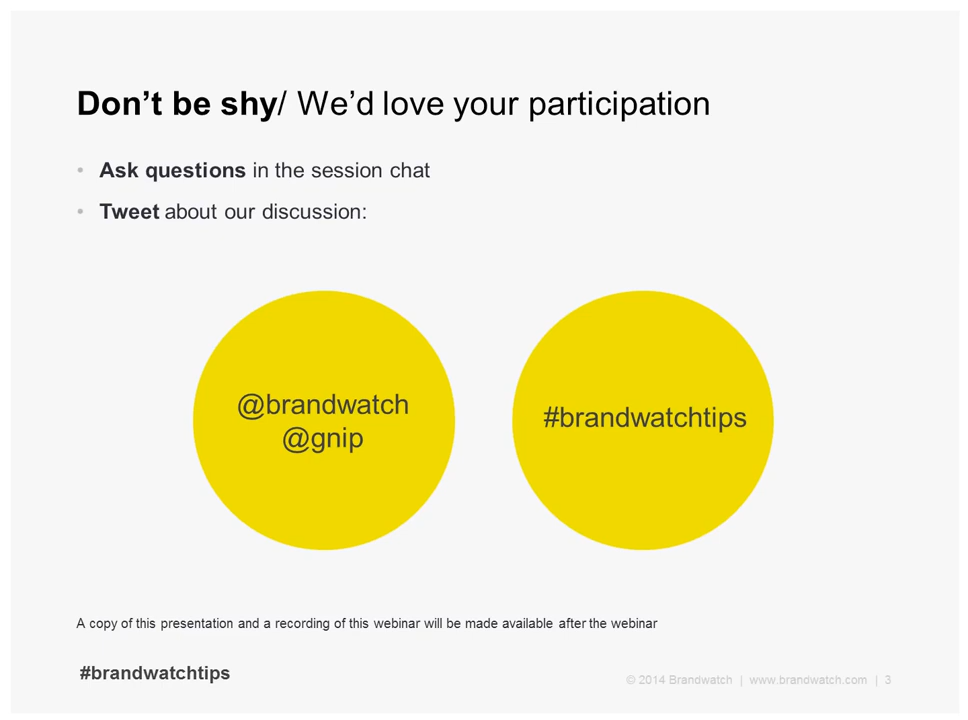 Don’t be shy/ We’d love your participation
• Ask questions in the session chat
• Tweet about our discussion:
@brandwatch
@gnip
#brandwatchtips
A copy of this presentation and a recording of this webinar will be made available after the webinar
#brandwatchtips
© 2014 Brandwatch | www.brandwatch.com | 3